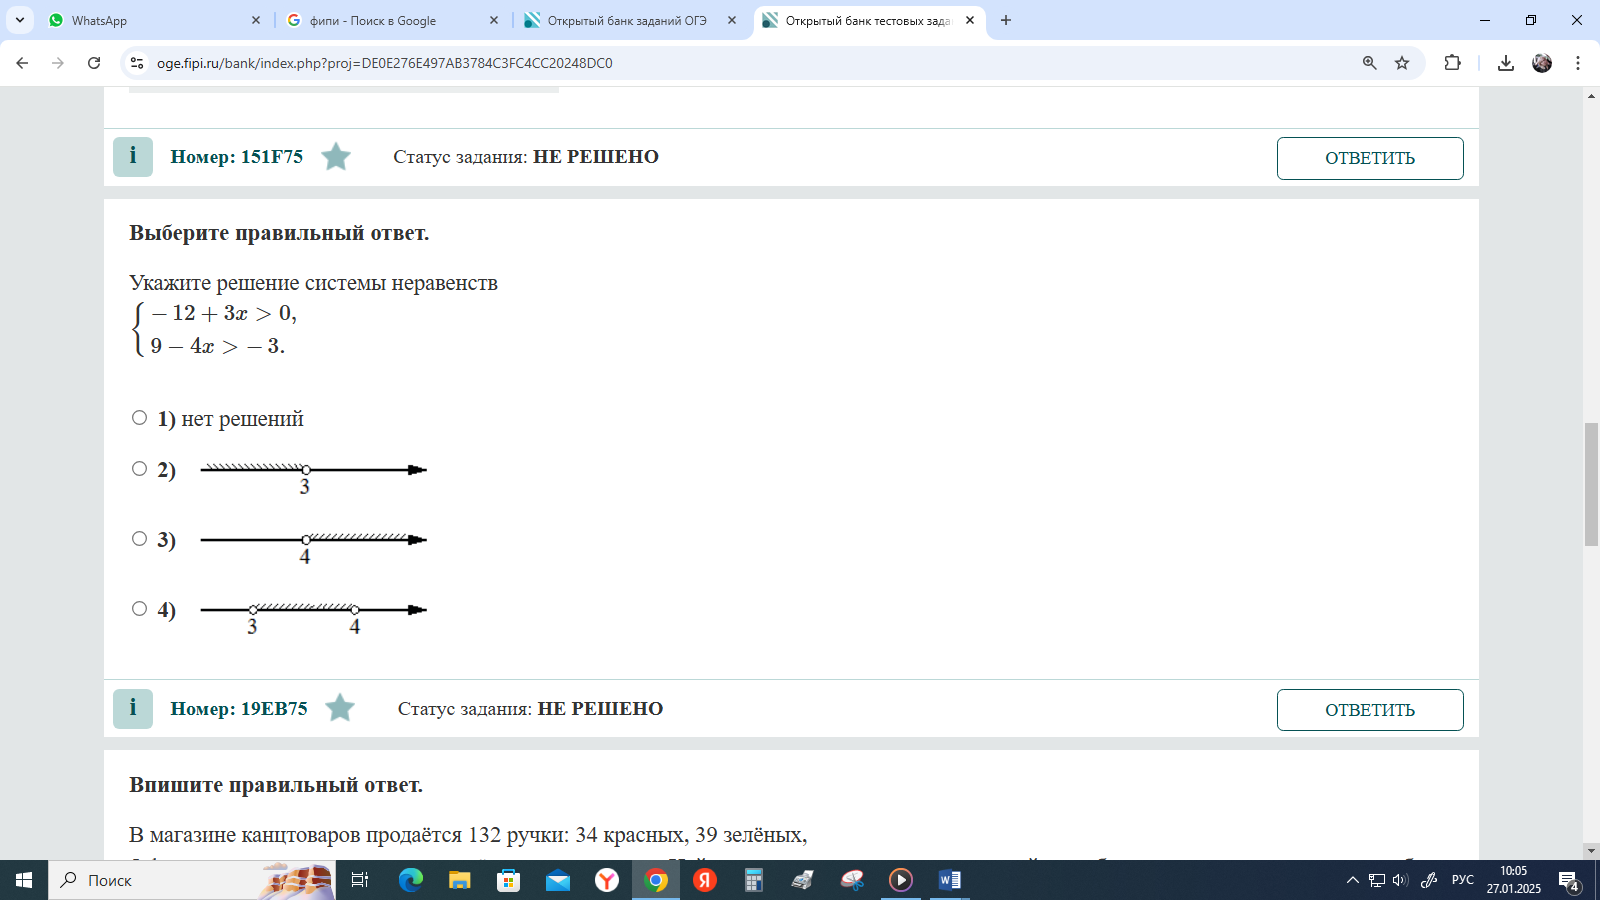 WhatsApp
фипи - Поиск в Google
Открытый банк заданий ОГЭ
Открытый банк тестовых зада
oge.fipi.ru/bank/index.php?proj=DE0E276E497AB3784C3FC4CC20248DC0
i Номер: 151F75 Статус задания: НЕ РЕШЕНО ОТВЕТИТЬ
Выберите правильный ответ.
Укажите решение системы неравенств
− 12 + 3x > 0,
9 − 4x > − 3.
1) нет решений
2)
3
3)
4
4)
3 4
i Номер: 19EB75 Статус задания: НЕ РЕШЕНО ОТВЕТИТЬ
Впишите правильный ответ.
В магазине канцтоваров продаётся 132 ручки: 34 красных, 39 зелёных,
Поиск
РУС
10:05
27.01.2025
4